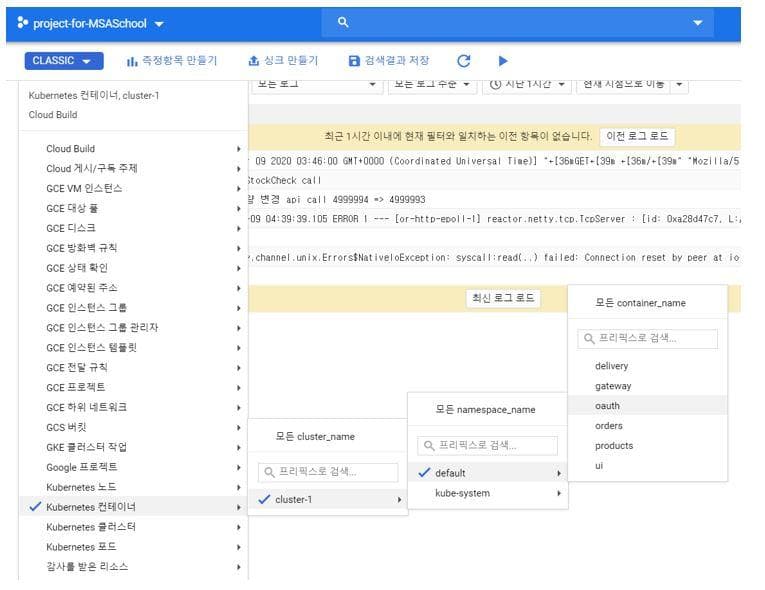 project-for-MSASchool
CLASSIC
측정항목 만들기
싱크 만들기
검색결과 저장
Kubernetes 컨테이너, cluster-1
Cloud Build
모든 로그
모든 로그 수준
지난 1시간
현재 시점으로 이동
최근 1시간 이내에 현재 필터와 일치하는 이전 항목이 없습니다.
이전 로그 로드
09 2020 03:46:00 GMT+0000 (Coordinated Universal Time)] "←[36mGET←[39m ←[36m/←[39m" "Mozilla/5
StockCheck call
변경 api call 4999994 => 4999993
-09 04:39:39.105 ERROR 1 --- [or-http-epoll-1] reactor.netty.tcp.TcpServer : [id: 0xa28d47c7, L:/
.channel.unix.Errors$NativeIoException: syscall:read(..) failed: Connection reset by peer at io
최신 로그 로드
Cloud Build
Cloud 게시/구독 주제
GCE VM 인스턴스
GCE 대상 풀
GCE 디스크
GCE 방화벽 규칙
GCE 상태 확인
GCE 예약된 주소
GCE 인스턴스 그룹
GCE 인스턴스 그룹 관리자
GCE 인스턴스 템플릿
GCE 전달 규칙
GCE 프로젝트
GCE 하위 네트워크
GCS 버킷
GKE 클러스터 작업
Google 프로젝트
Kubernetes 노드
Kubernetes 컨테이너
Kubernetes 클러스터
Kubernetes 포드
감사를 받은 리소스
모든 cluster_name
프리픽스로 검색...
cluster-1
모든 namespace_name
프리픽스로 검색...
default
kube-system
모든 container_name
프리픽스로 검색...
delivery
gateway
oauth
orders
products
ui